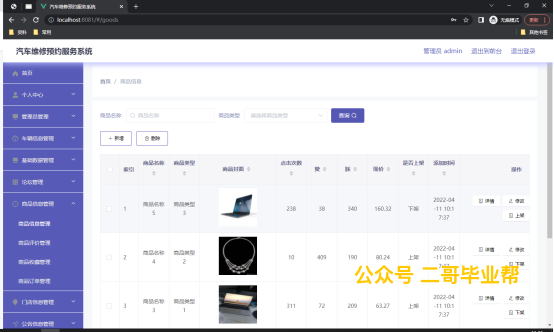 汽车维修预约服务系统
localhost:8081/#/goods
无痕模式
更新
资料
常用
其他书签
汽车维修预约服务系统
管理员 admin
退出到前台
退出登录
首页
个人中心
管理员管理
车辆信息管理
基础数据管理
论坛管理
商品信息管理
商品信息管理
商品评价管理
商品收藏管理
商品订单管理
门店信息管理
公告信息管理
首页 / 商品信息
商品名称 商品名称 商品类型 请选择商品类型 查询
+ 新增 删除
索引 商品名称 商品类型 商品封面 点击次数 赞 踩 现价 是否上架 添加时间 操作
1 商品名称5 商品类型3 238 38 340 160.32 下架 2022-04-11 10:17:37 详情 修改 上架
2 商品名称4 商品类型2 10 409 190 80.24 上架 2022-04-11 10:17:37 详情 修改 下架
3 商品名称3 商品类型1 311 72 209 63.27 上架 2022-04-11 10:17:37 详情 修改 下架
公众号 二哥毕业帮